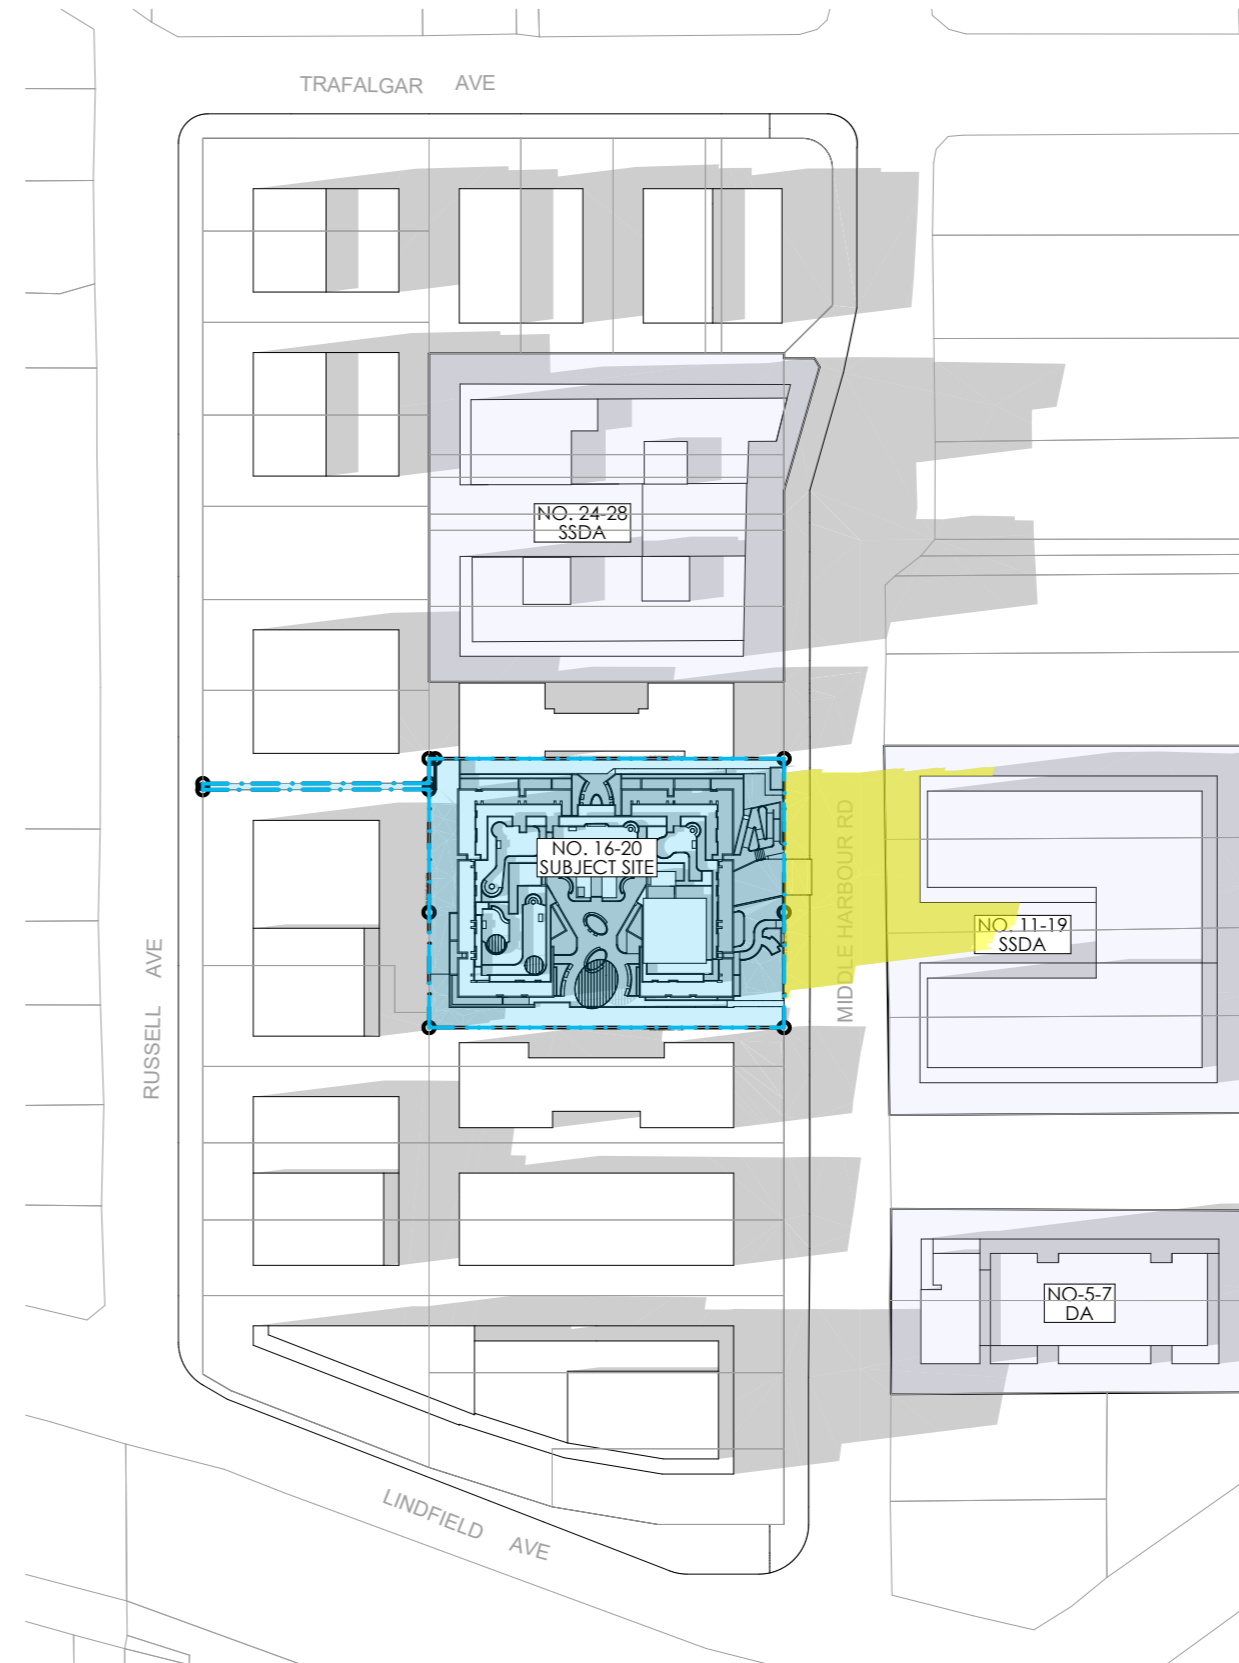 TRAFALGAR AVE
NO. 24-28
SSDA
NO. 16-20
SUBJECT SITE
MIDDLE HARBOUR RD
NO. 11-19
SSDA
RUSSELL AVE
NO-5-7
DA
LINDFIELD AVE